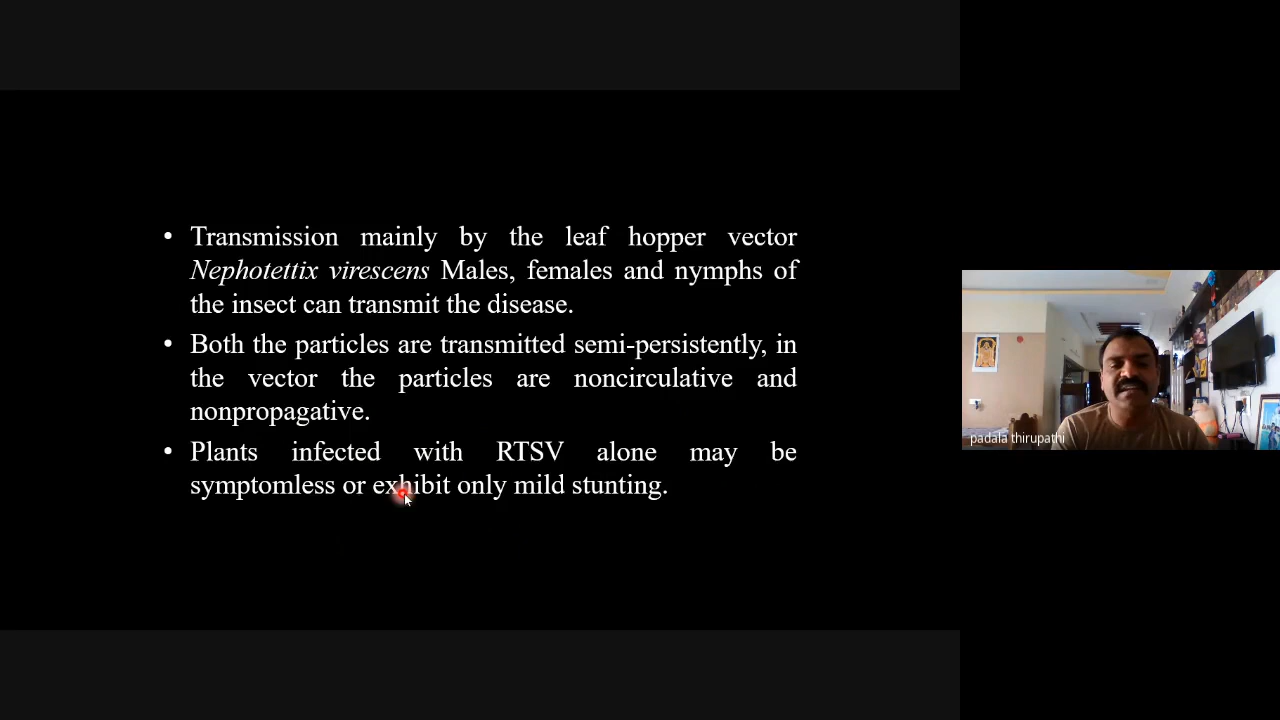 • Transmission mainly by the leaf hopper vector
Nephotettix virescens Males, females and nymphs of
the insect can transmit the disease.
• Both the particles are transmitted semi-persistently, in
the vector the particles are noncirculative and
nonpropagative.
• Plants infected with RTSV alone may be
symptomless or exhibit only mild stunting.
padala thirupathi